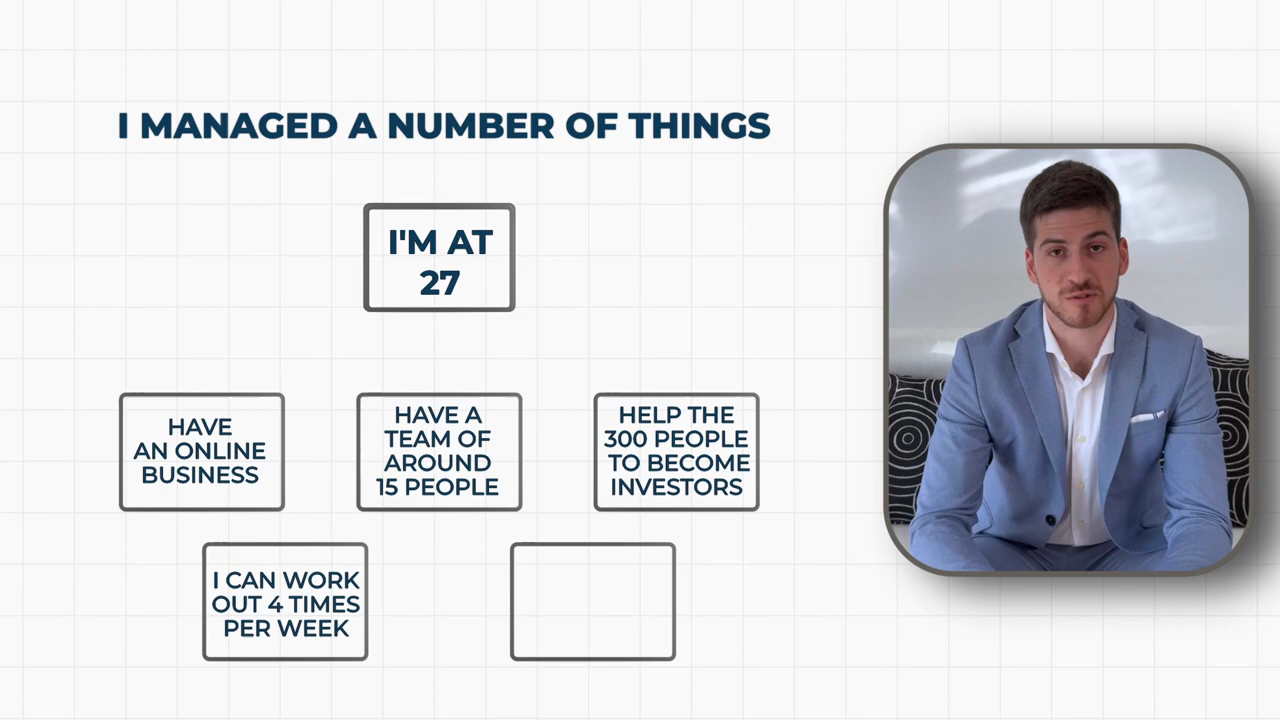 I MANAGED A NUMBER OF THINGS
I'M AT
27
HAVE
AN ONLINE
BUSINESS
HAVE A
TEAM OF
AROUND
15 PEOPLE
HELP THE
300 PEOPLE
TO BECOME
INVESTORS
I CAN WORK
OUT 4 TIMES
PER WEEK